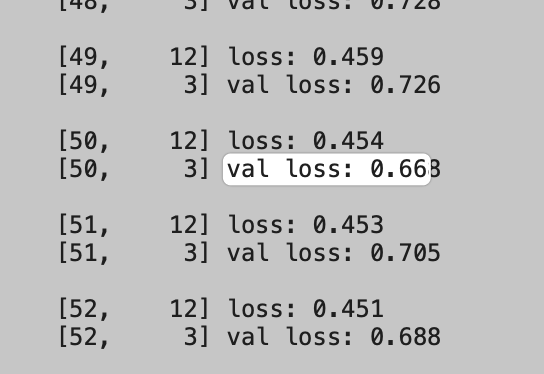 [48,     3] val loss: 0.728
[49,    12] loss: 0.459
[49,     3] val loss: 0.726
[50,    12] loss: 0.454
[50,     3] val loss: 0.668
[51,    12] loss: 0.453
[51,     3] val loss: 0.705
[52,    12] loss: 0.451
[52,     3] val loss: 0.688